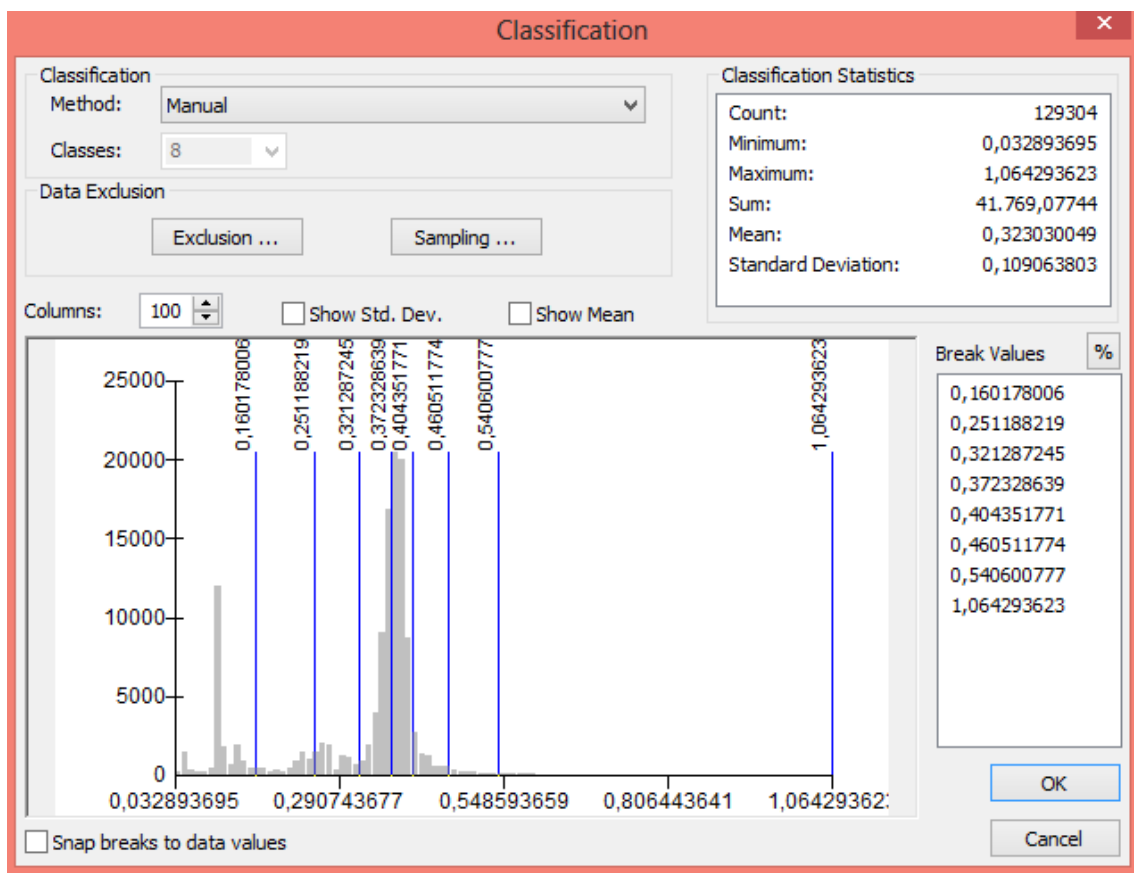 Classification
×
Classification
Method: Manual
Classes: 8
Data Exclusion
Exclusion ...
Sampling ...
Classification Statistics
Count: 129304
Minimum: 0,032893695
Maximum: 1,064293623
Sum: 41.769,07744
Mean: 0,323030049
Standard Deviation: 0,109063803
Columns: 100
Show Std. Dev.
Show Mean
0,160178006
0,251188219
0,321287245
0,372328639
0,404351771
0,460511774
0,540600777
1,064293623
25000
20000
15000
10000
5000
0
0,032893695 0,290743677 0,548593659 0,806443641 1,06429362
Break Values %
0,160178006
0,251188219
0,321287245
0,372328639
0,404351771
0,460511774
0,540600777
1,064293623
Snap breaks to data values
OK
Cancel